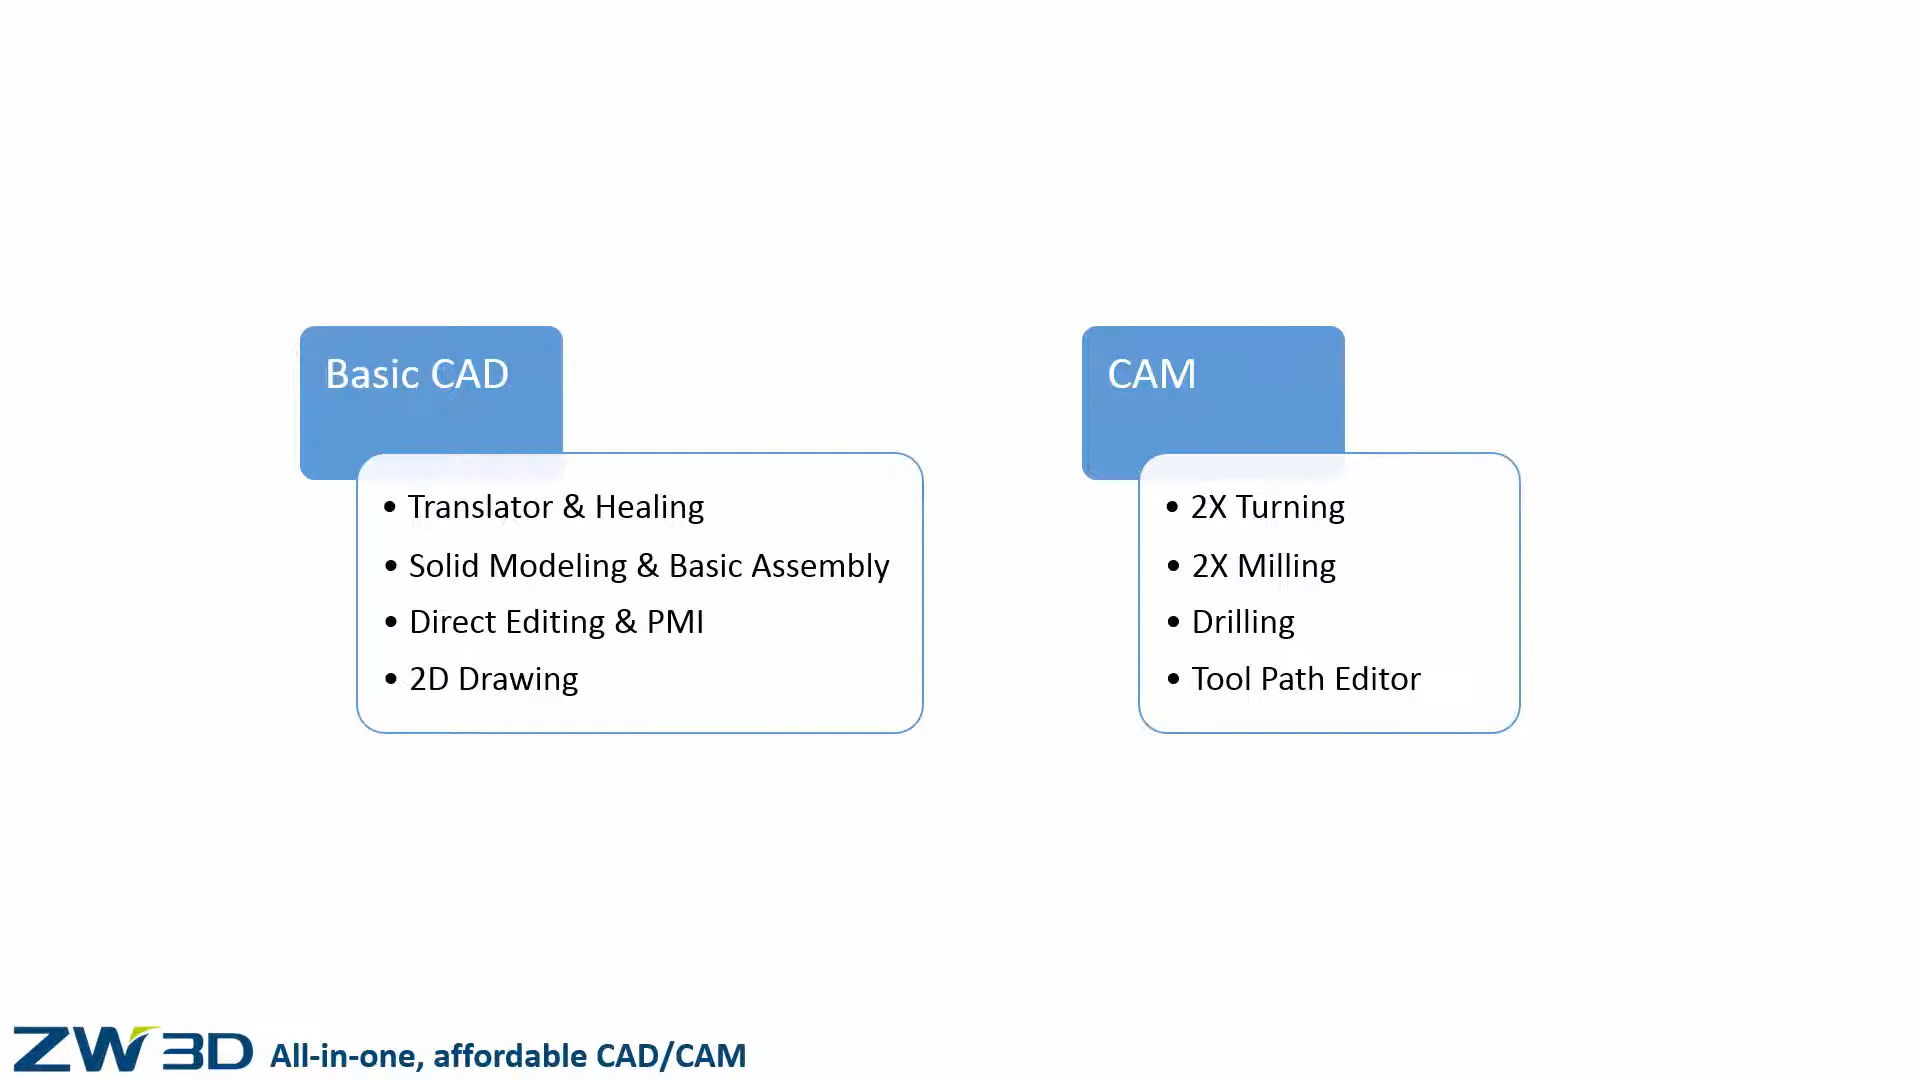 Basic CAD
• Translator & Healing
• Solid Modeling & Basic Assembly
• Direct Editing & PMI
• 2D Drawing
CAM
• 2X Turning
• 2X Milling
• Drilling
• Tool Path Editor
ZW3D All-in-one, affordable CAD/CAM